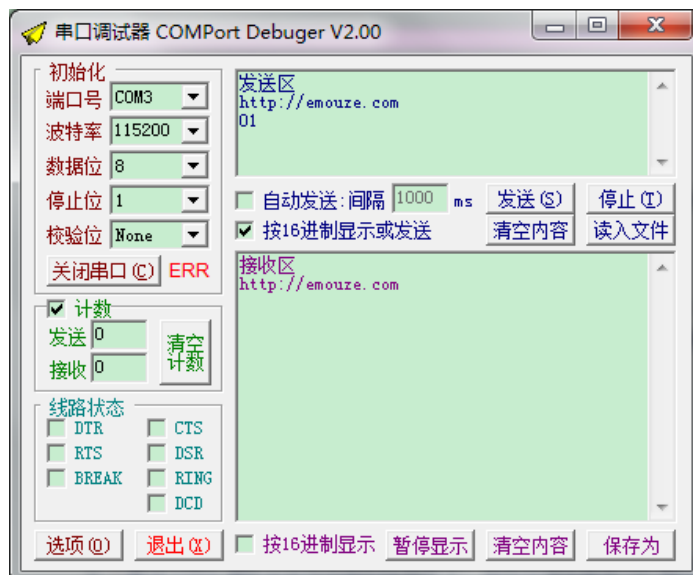 串口调试器 COMPort Debuger V2.00
初始化
端口号 COM3
波特率 115200
数据位 8
停止位 1
校验位 None
关闭串口(C) ERR
计数
发送 0
接收 0
清空计数
线路状态
DTR CTS
RTS DSR
BREAK RING
DCD
选项(O) 退出(X)
发送区
http://emouze.com
01
自动发送:间隔 1000 ms 发送(S) 停止(T)
按16进制显示或发送 清空内容 读入文件
接收区
http://emouze.com
按16进制显示 暂停显示 清空内容 保存为